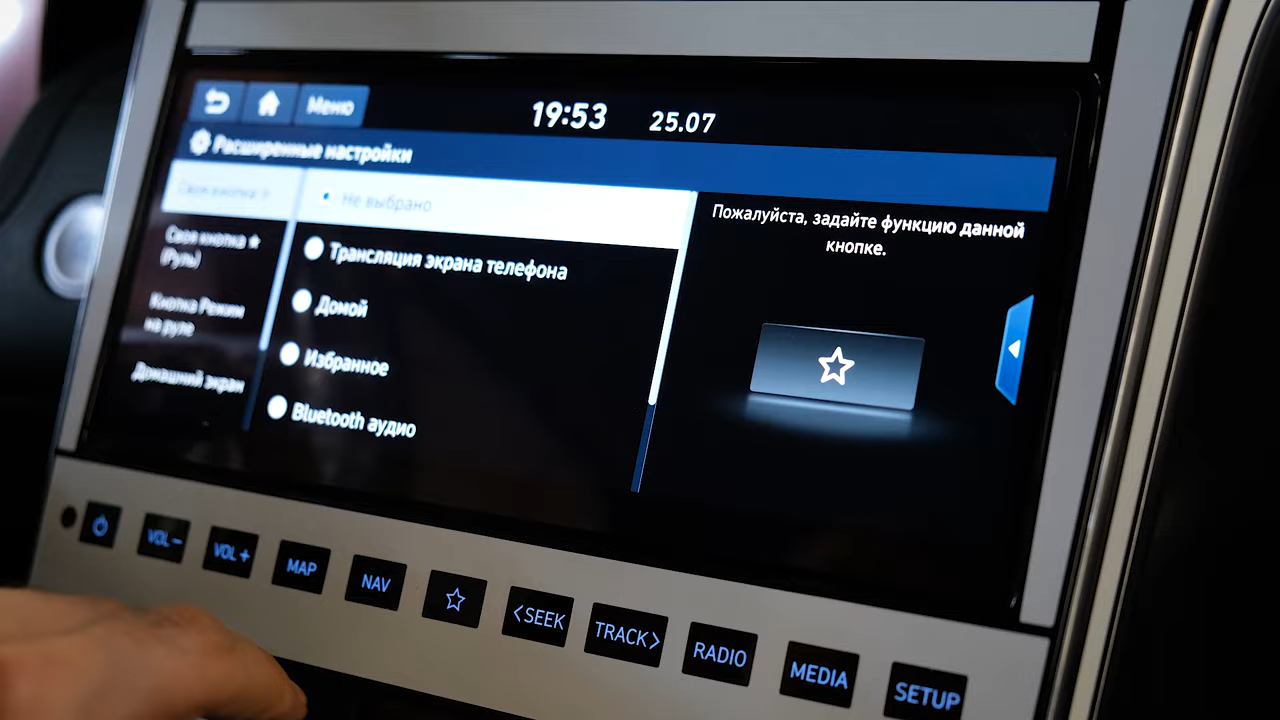 Меню
19:53
25.07
Расширенные настройки
Своя кнопка ☆
Не выбрано
Пожалуйста, задайте функцию данной
кнопке.
Своя кнопка ★
(Руль)
Трансляция экрана телефона
Кнопка Режим
на руле
Домой
Избранное
Домашний экран
Bluetooth аудио
VOL −
VOL +
MAP
NAV
☆
<SEEK
TRACK>
RADIO
MEDIA
SETUP